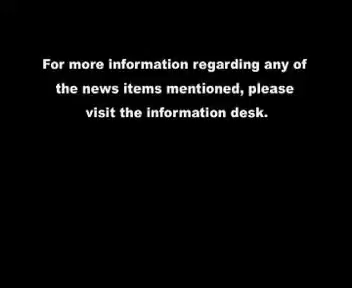 For more information regarding any of
the news items mentioned, please
visit the information desk.